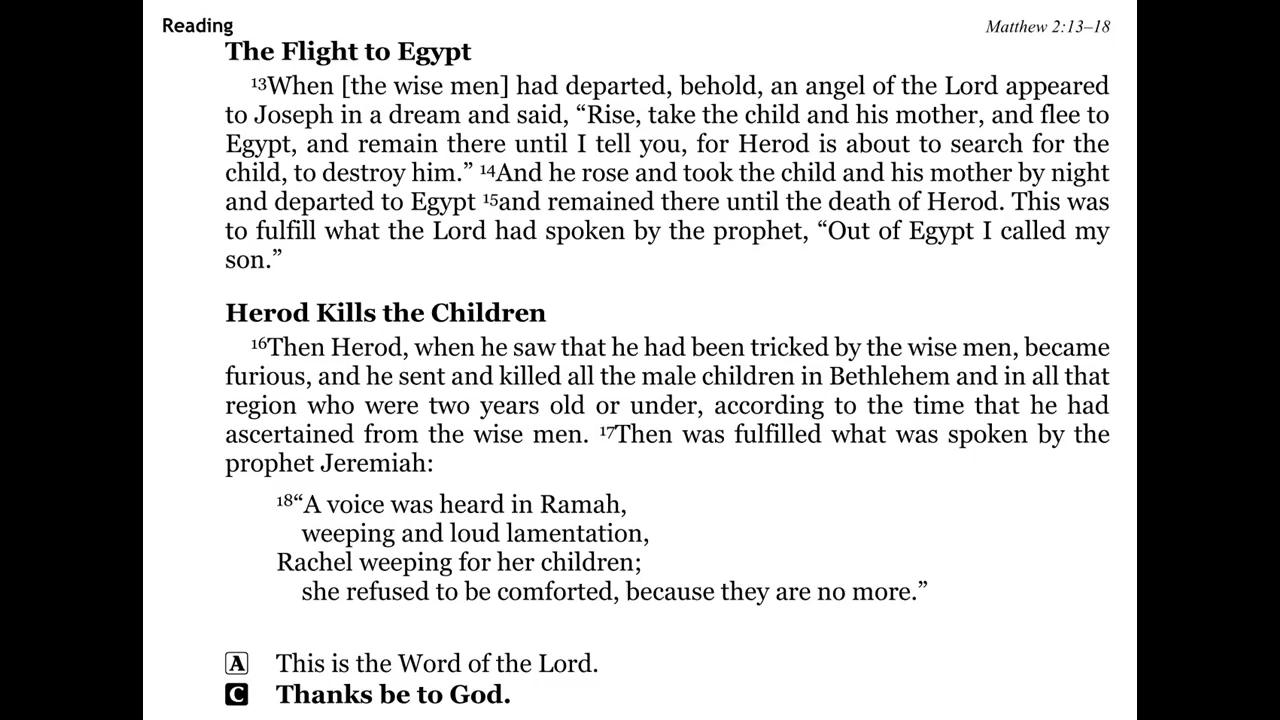 Reading
Matthew 2:13–18
The Flight to Egypt
13When [the wise men] had departed, behold, an angel of the Lord appeared
to Joseph in a dream and said, “Rise, take the child and his mother, and flee to
Egypt, and remain there until I tell you, for Herod is about to search for the
child, to destroy him.” 14And he rose and took the child and his mother by night
and departed to Egypt 15and remained there until the death of Herod. This was
to fulfill what the Lord had spoken by the prophet, “Out of Egypt I called my
son.”
Herod Kills the Children
16Then Herod, when he saw that he had been tricked by the wise men, became
furious, and he sent and killed all the male children in Bethlehem and in all that
region who were two years old or under, according to the time that he had
ascertained from the wise men. 17Then was fulfilled what was spoken by the
prophet Jeremiah:
18“A voice was heard in Ramah,
weeping and loud lamentation,
Rachel weeping for her children;
she refused to be comforted, because they are no more.”
A This is the Word of the Lord.
C Thanks be to God.